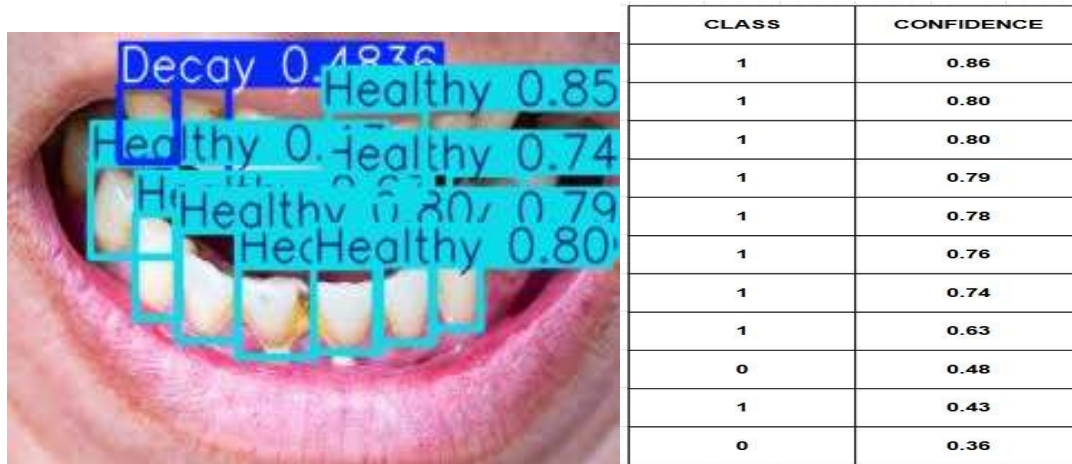 Decay 0.4836
Healthy 0.85
Healthy 0.
Healthy 0.74
Healthy 0.80
0.79
Healthy 0.80
CLASS CONFIDENCE
1 0.86
1 0.80
1 0.80
1 0.79
1 0.78
1 0.76
1 0.74
1 0.63
0 0.48
1 0.43
0 0.36